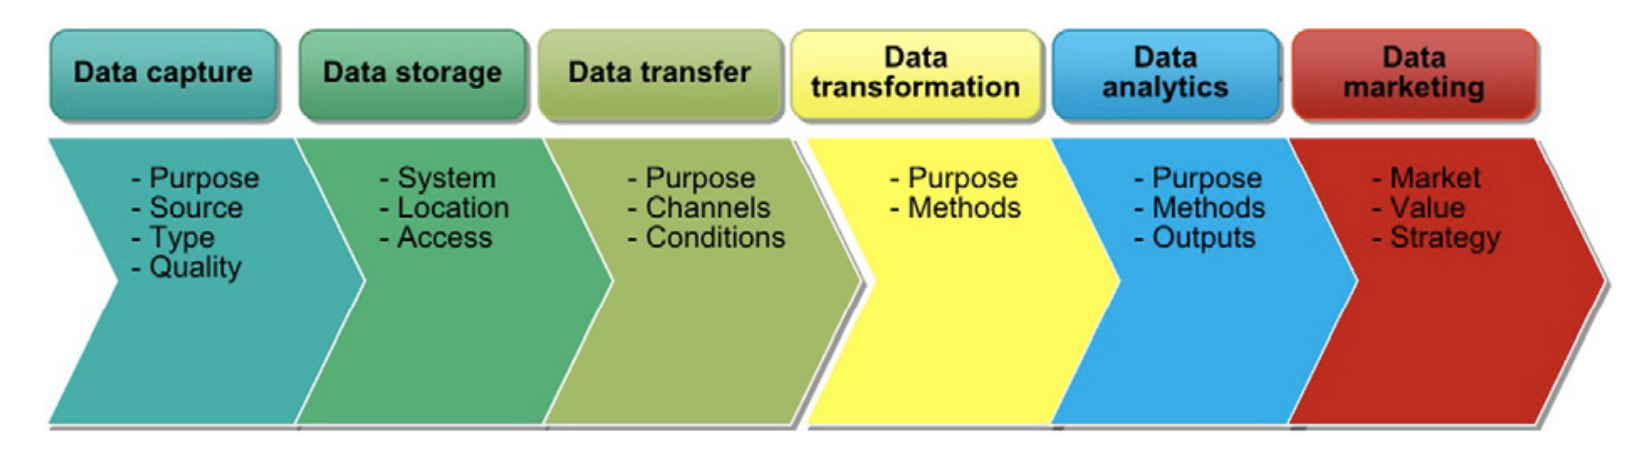 Data capture
Data storage
Data transfer
Data
transformation
Data
analytics
Data
marketing
- Purpose
- Source
- Type
- Quality
- System
- Location
- Access
- Purpose
- Channels
- Conditions
- Purpose
- Methods
- Purpose
- Methods
- Outputs
- Market
- Value
- Strategy